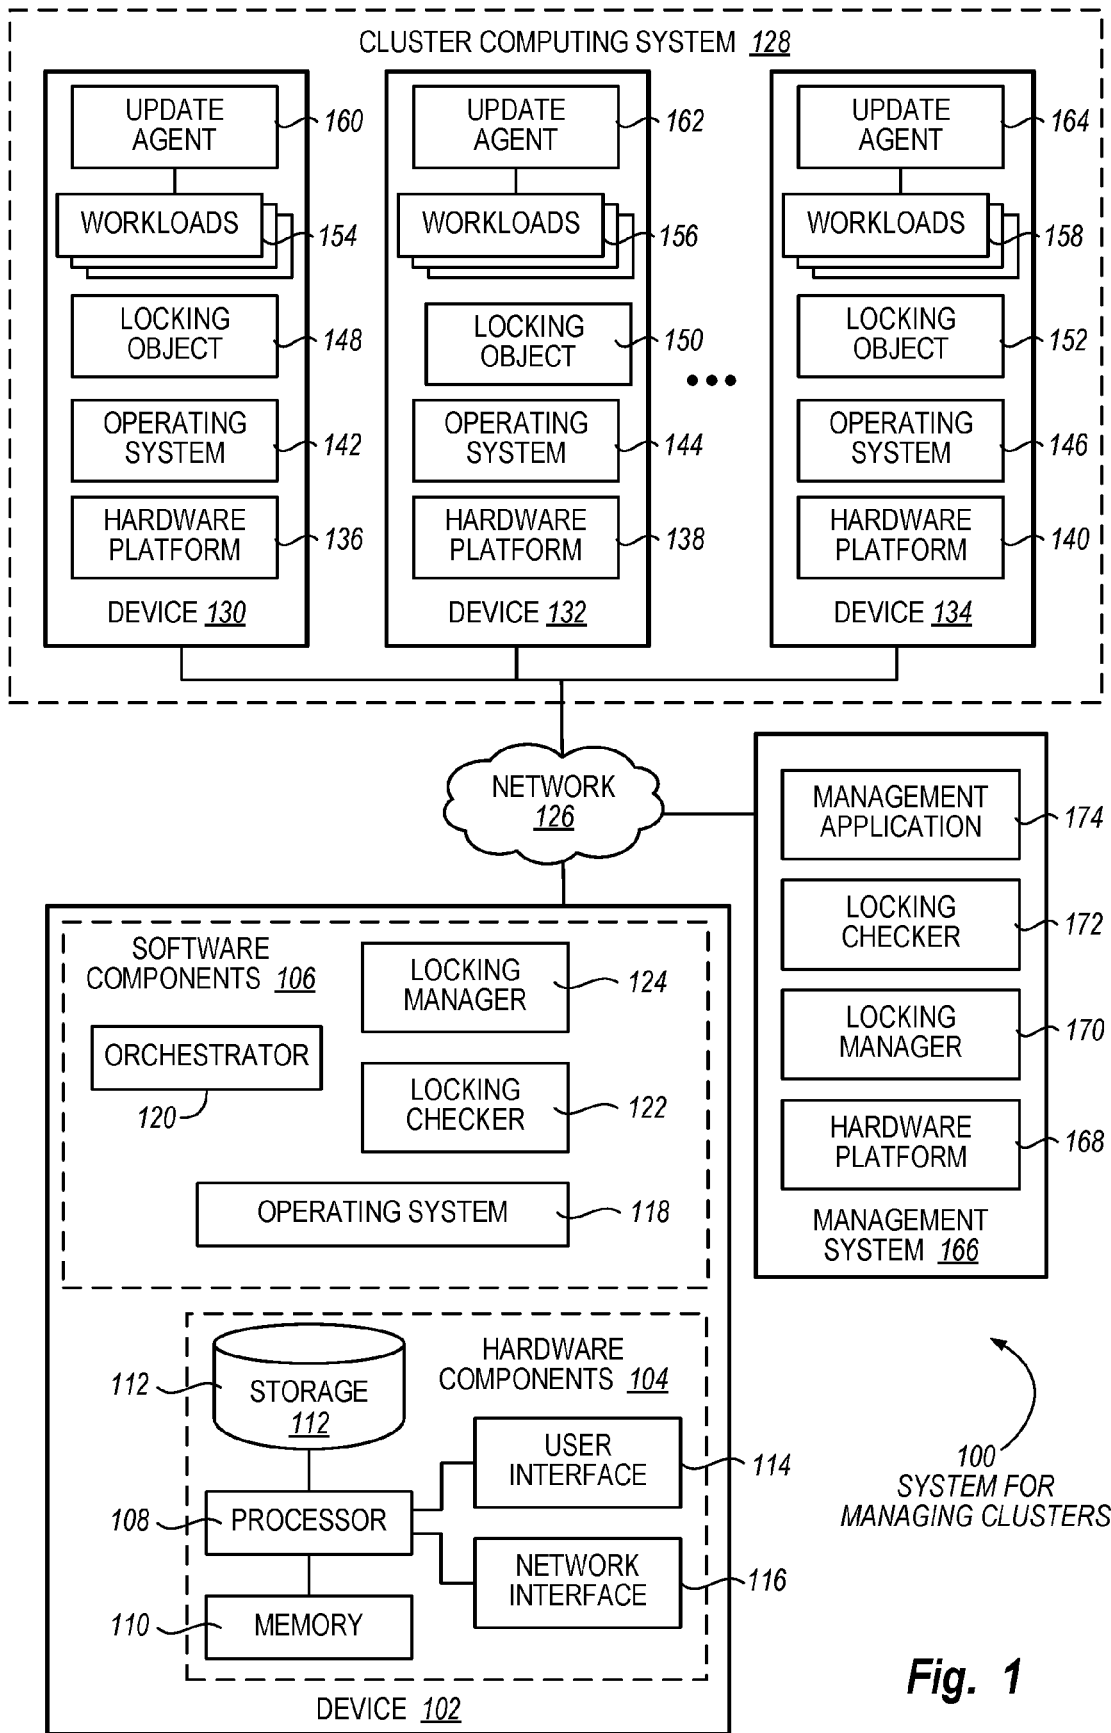 CLUSTER COMPUTING SYSTEM 128
UPDATE
AGENT
160
WORKLOADS
154
LOCKING
OBJECT
148
OPERATING
SYSTEM
142
HARDWARE
PLATFORM
136
DEVICE 130
UPDATE
AGENT
162
WORKLOADS
156
LOCKING
OBJECT
150
OPERATING
SYSTEM
144
HARDWARE
PLATFORM
138
DEVICE 132
UPDATE
AGENT
164
WORKLOADS
158
LOCKING
OBJECT
152
OPERATING
SYSTEM
146
HARDWARE
PLATFORM
140
DEVICE 134
NETWORK
126
MANAGEMENT
APPLICATION
174
LOCKING
CHECKER
172
LOCKING
MANAGER
170
HARDWARE
PLATFORM
168
MANAGEMENT
SYSTEM 166
SOFTWARE
COMPONENTS 106
LOCKING
MANAGER
124
ORCHESTRATOR
120
LOCKING
CHECKER
122
OPERATING SYSTEM
118
HARDWARE
COMPONENTS 104
112
STORAGE
112
USER
INTERFACE
114
108
PROCESSOR
NETWORK
INTERFACE
116
110
MEMORY
DEVICE 102
100
SYSTEM FOR
MANAGING CLUSTERS
Fig. 1